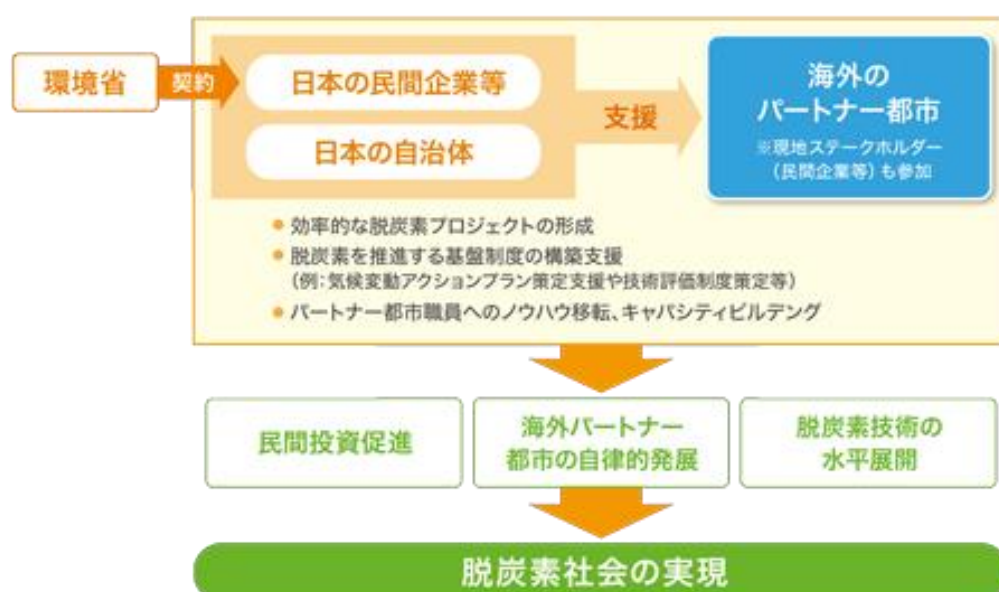 環境省
契約
日本の民間企業等
日本の自治体
支援
海外の
パートナー都市
※現地ステークホルダー
（民間企業等）も参加
● 効率的な脱炭素プロジェクトの形成
● 脱炭素を推進する基盤制度の構築支援
（例：気候変動アクションプラン策定支援や技術評価制度策定等）
● パートナー都市職員へのノウハウ移転、キャパシティビルデング
民間投資促進
海外パートナー
都市の自律的発展
脱炭素技術の
水平展開
脱炭素社会の実現